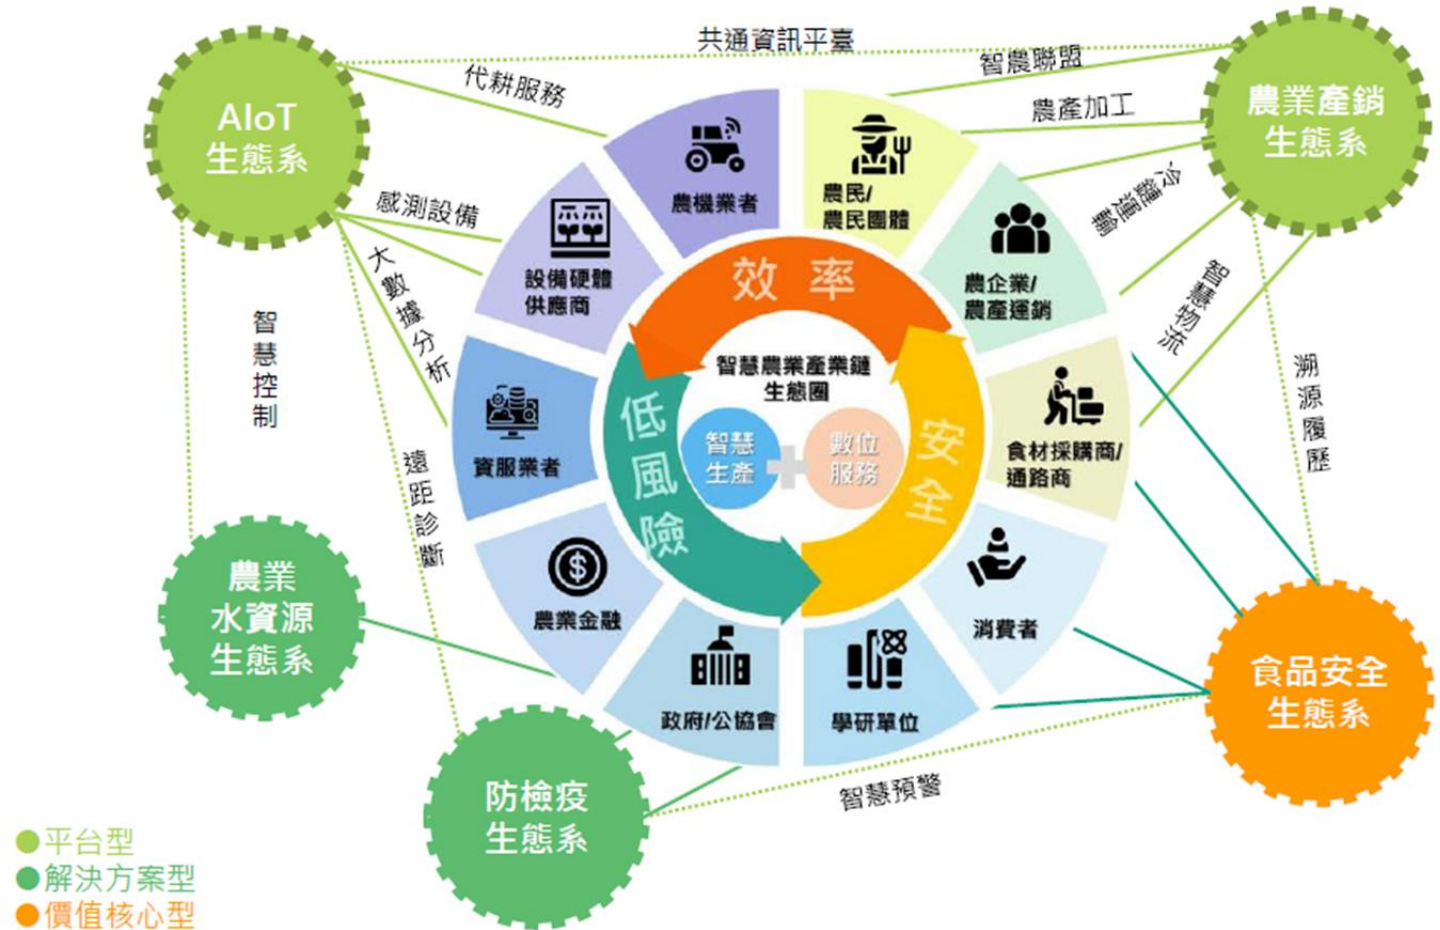 共通資訊平臺
AIoT
生態系
代耕服務
智農聯盟
農產加工
農業產銷
生態系
農機業者
農民/
農民團體
感測設備
冷鏈運輸
設備硬體
供應商
農企業/
農產運銷
大數據分析
效率
智慧物流
智慧控制
智慧農業產業鏈
生態圈
溯源履歷
低風險
安全
智慧
生產
數位
服務
資服業者
食材採購商/
通路商
遠距診斷
農業
水資源
生態系
農業金融
消費者
政府/公協會
學研單位
食品安全
生態系
防檢疫
生態系
智慧預警
平台型
解決方案型
價值核心型